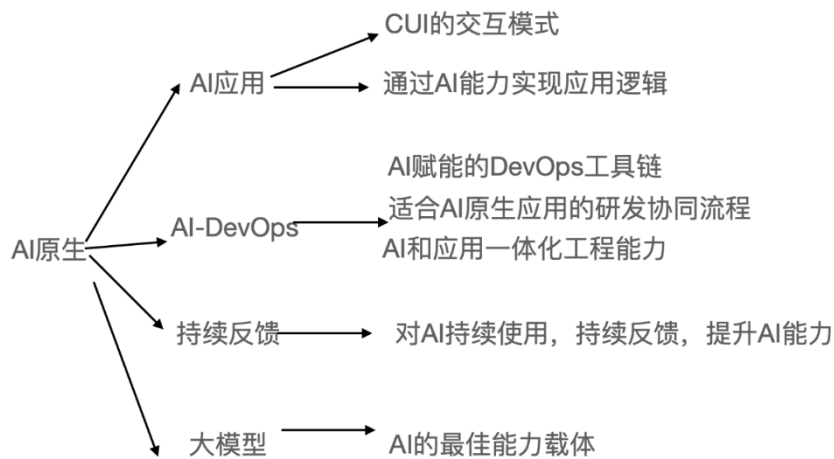 CUI的交互模式
AI应用
通过AI能力实现应用逻辑
AI赋能的DevOps工具链
AI-DevOps
适合AI原生应用的研发协同流程
AI原生
AI和应用一体化工程能力
持续反馈
对AI持续使用，持续反馈，提升AI能力
大模型
AI的最佳能力载体